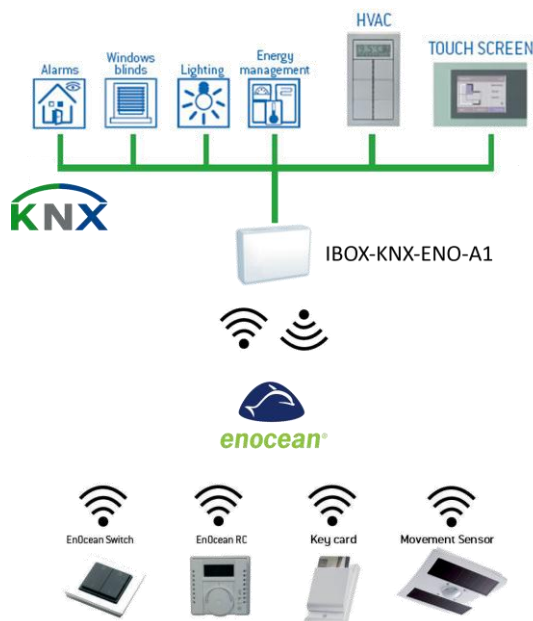 HVAC
TOUCH SCREEN
Alarms
Windows
blinds
Lighting
Energy
management
KNX
IBOX-KNX-ENO-A1
enocean®
EnOcean Switch
EnOcean RC
Key card
Movement Sensor